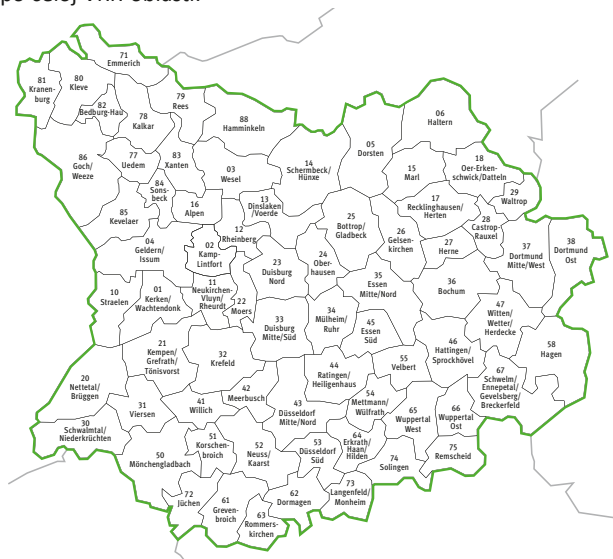 71
Emmerich
81
Kranen-
burg
80
Kleve
82
Bedburg-Hau
79
Rees
78
Kalkar
88
Hamminkeln
06
Haltern
05
Dorsten
86
Goch/
Weeze
77
Uedem
83
Xanten
03
Wesel
14
Schermbeck/
Hünxe
15
Marl
18
Oer-Erken-
schwick/Datteln
84
Sons-
beck
29
Waltrop
85
Kevelaer
16
Alpen
13
Dinslaken
/Voerde
17
Recklinghausen/
Herten
25
Bottrop/
Gladbeck
28
Castrop-
Rauxel
12
Rheinberg
26
Gelsen-
kirchen
04
Geldern/
Issum
02
Kamp-
Lintfort
27
Herne
37
Dortmund
Mitte/West
38
Dortmund
Ost
23
Duisburg
Nord
24
Ober-
hausen
10
Straelen
01
Kerken/
Wachtendonk
11
Neukirchen-
Vluyn/
Rheurdt
35
Essen
Mitte/Nord
36
Bochum
22
Moers
47
Witten/
Wetter/
Herdecke
33
Duisburg
Mitte/Süd
34
Mülheim/
Ruhr
45
Essen
Süd
21
Kempen/
Grefrath/
Tönisvorst
46
Hattingen/
Sprockhövel
58
Hagen
32
Krefeld
55
Velbert
44
Ratingen/
Heiligenhaus
67
Schwelm/
Ennepetal/
Gevelsberg/
Breckerfeld
20
Nettetal/
Brüggen
42
Meerbusch
54
Mettmann/
Wülfrath
31
Viersen
41
Willich
43
Düsseldorf
Mitte/Nord
65
Wuppertal
West
66
Wuppertal
Ost
30
Schwalmtal/
Niederkrüchten
51
Korschen-
broich
64
Erkrath/
Haan/
Hilden
50
Mönchengladbach
52
Neuss/
Kaarst
53
Düsseldorf
Süd
75
Remscheid
74
Solingen
73
Langenfeld/
Monheim
72
Jüchen
61
Greven-
broich
62
Dormagen
63
Rommers-
kirchen